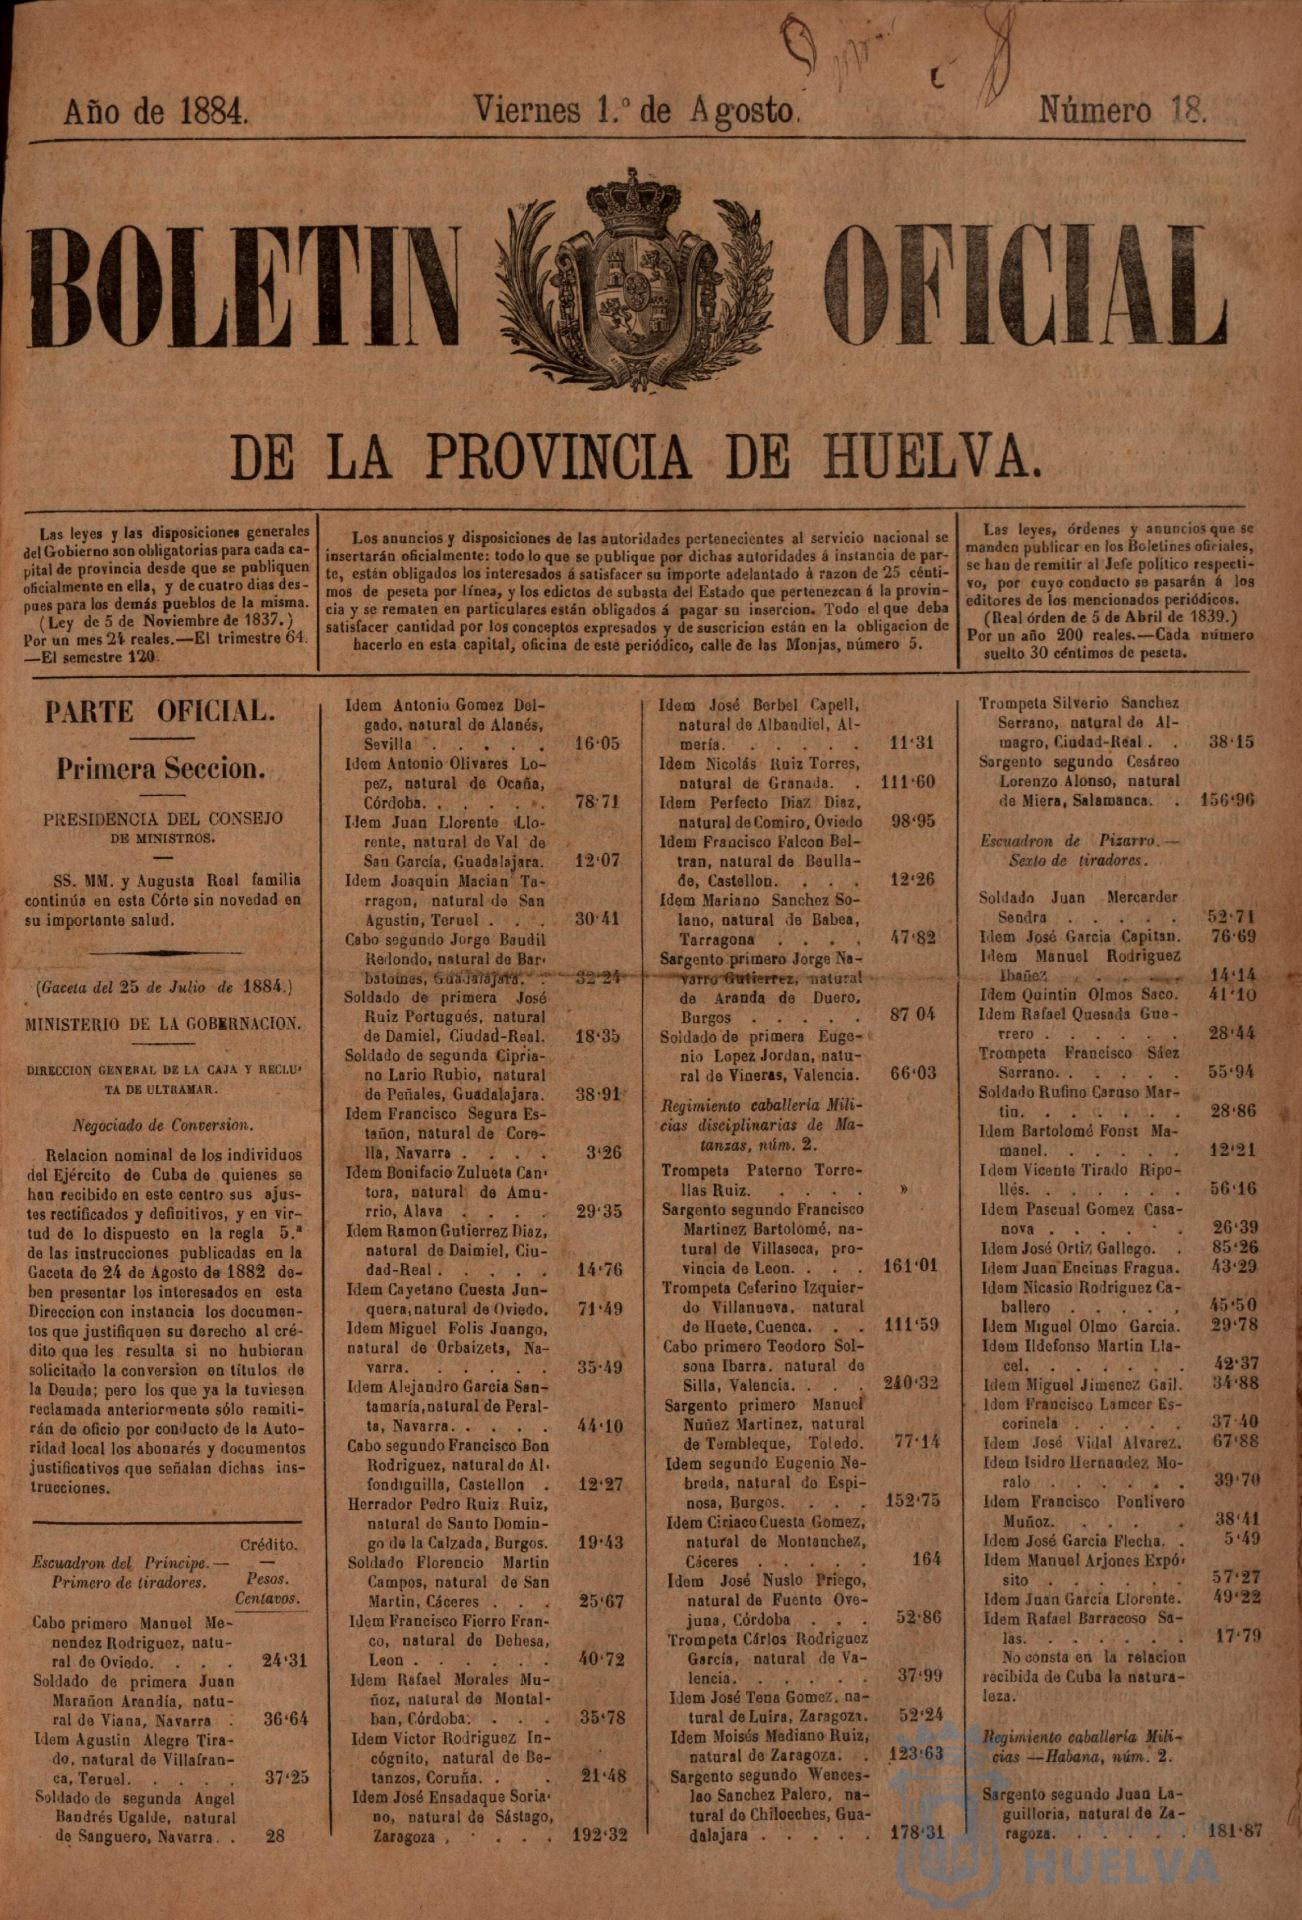 Año de 1884.
Viernes 1.º de Agosto.
Número 18.
BOLETIN OFICIAL
DE LA PROVINCIA DE HUELVA.
Las leyes y las disposiciones generales
del Gobierno son obligatorias para cada ca-
pital de provincia desde que se publiquen
oficialmente en ella, y de cuatro dias des-
pues para los demás pueblos de la misma.
(Ley de 5 de Noviembre de 1837.)
Por un mes 24 reales.—El trimestre 64.
—El semestre 120.
Los anuncios y disposiciones de las autoridades pertenecientes al servicio nacional se
insertarán oficialmente: todo lo que se publique por dichas autoridades á instancia de par-
te, están obligados los interesados á satisfacer su importe adelantado á razon de 25 cénti-
mos de peseta por línea, y los edictos de subasta del Estado que pertenezcan á la provin-
cia y se rematen en particulares están obligados á pagar su insercion. Todo el que deba
satisfacer cantidad por los conceptos expresados y de suscricion están en la obligacion de
hacerlo en esta capital, oficina de este periódico, calle de las Monjas, número 5.
Las leyes, órdenes y anuncios que se
manden publicar en los Boletines oficiales,
se han de remitir al Jefe politico respecti-
vo, por cuyo conducto se pasarán á los
editores de los mencionados periódicos.
(Real órden de 5 de Abril de 1839.)
Por un año 200 reales.—Cada número
suelto 30 céntimos de peseta.
PARTE OFICIAL.
Primera Seccion.
PRESIDENCIA DEL CONSEJO
DE MINISTROS.
SS. MM. y Augusta Real familia
continúa en esta Córte sin novedad en
su importante salud.
(Gaceta del 25 de Julio de 1884.)
MINISTERIO DE LA GOBERNACION.
DIRECCION GENERAL DE LA CAJA Y RECLU-
TA DE ULTRAMAR.
Negociado de Conversion.
Relacion nominal de los individuos
del Ejército de Cuba de quienes se
han recibido en este centro sus ajus-
tes rectificados y definitivos, y en vir-
tud de lo dispuesto en la regla 5.ª
de las instrucciones publicadas en la
Gaceta de 24 de Agosto de 1882 de-
ben presentar los interesados en esta
Direccion con instancia los documen-
tos que justifiquen su derecho al cré-
dito que les resulta si no hubieran
solicitado la conversion en títulos de
la Deuda; pero los que ya la tuviesen
reclamada anteriormente sólo remiti-
rán de oficio por conducto de la Auto-
ridad local los abonarés y documentos
justificativos que señalan dichas ins-
trucciones.
Crédito.
—
Escuadron del Príncipe.—
Primero de tiradores.
Pesos.
Centavos.
Cabo primero Manuel Me-
nendez Rodriguez, natu-
ral de Oviedo. . . . 24'31
Soldado de primera Juan
Marañon Arandía, natu-
ral de Viana, Navarra . 36'64
Idem Agustin Alegre Tira-
do, natural de Villafran-
ca, Teruel. . . . . 37'25
Soldado de segunda Angel
Bandrés Ugalde, natural
de Sanguero, Navarra. . 28
Idem Antonio Gomez Del-
gado, natural de Alanés,
Sevilla . . . . . 16'05
Idem Antonio Olivares Lo-
pez, natural de Ocaña,
Córdoba. . . . . . 78'71
Idem Juan Llorente Llo-
rente, natural de Val de
San García, Guadalajara. 12'07
Idem Joaquin Macian Ta-
rragon, natural de San
Agustin, Teruel . . . 30'41
Cabo segundo Jorge Baudil
Redondo, natural de Bar-
batoines, Guadalajara. . 32'24
Soldado de primera José
Ruiz Portugués, natural
de Damiel, Ciudad-Real. 18'35
Soldado de segunda Cipria-
no Lario Rubio, natural
de Peñales, Guadalajara. 38'91
Idem Francisco Segura Es-
tañon, natural de Core-
lla, Navarra . . . . 3'26
Idem Bonifacio Zulueta Can-
tora, natural de Amu-
rrio, Alava . . . . 29'35
Idem Ramon Gutierrez Diaz,
natural de Daimiel, Ciu-
dad-Real . . . . . 14'76
Idem Cayetano Cuesta Jun-
quera, natural de Oviedo. 71'49
Idem Miguel Folis Juango,
natural de Orbaizeta, Na-
varra. . . . . . 35'49
Idem Alejandro Garcia San-
tamaría, natural de Peral-
ta, Navarra. . . . . 44'10
Cabo segundo Francisco Bon
Rodriguez, natural de Al-
fondiguilla, Castellon . 12'27
Herrador Pedro Ruiz Ruiz,
natural de Santo Domin-
go de la Calzada, Burgos. 19'43
Soldado Florencio Martin
Campos, natural de San
Martin, Cáceres . . . 25'67
Idem Francisco Fierro Fran-
co, natural de Dehesa,
Leon . . . . . . 40'72
Idem Rafael Morales Mu-
ñoz, natural de Montal-
ban, Córdoba. . . . 35'78
Idem Victor Rodriguez In-
cógnito, natural de Be-
tanzos, Coruña. . . 21'48
Idem José Ensadaque Soria-
no, natural de Sástago,
Zaragoza . . . . . 192'32
Idem José Berbel Capell,
natural de Albandiel, Al-
mería. . . . . . 11'31
Idem Nicolás Ruiz Torres,
natural de Granada. . 111'60
Idem Perfecto Diaz Diaz,
natural de Comiro, Oviedo 98'95
Idem Francisco Falcon Bel-
tran, natural de Beulla-
de, Castellon. . . . 12'26
Idem Mariano Sanchez So-
lano, natural de Babea,
Tarragona . . . . 47'82
Sargento primero Jorge Na-
varro Gutierrez, natural
de Aranda de Duero,
Burgos . . . . . 87 04
Soldado de primera Euge-
nio Lopez Jordan, natu-
ral de Vineras, Valencia. 66'03
Regimiento caballería Mili-
cias disciplinarias de Ma-
tanzas, núm. 2.
Trompeta Paterno Torre-
llas Ruiz. . . . . »
Sargento segundo Francisco
Martinez Bartolomé, na-
tural de Villaseca, pro-
vincia de Leon. . . . 161'01
Trompeta Ceferino Izquier-
do Villanueva, natural
de Huete, Cuenca. . . 111'59
Cabo primero Teodoro Sol-
sona Ibarra, natural de
Silla, Valencia. . . . 240'32
Sargento primero Manuel
Nuñez Martinez, natural
de Tembleque, Toledo. 77'14
Idem segundo Eugenio Ne-
breda, natural de Espi-
nosa, Burgos. . . . 152'75
Idem Ciriaco Cuesta Gomez,
natural de Montanchez,
Cáceres . . . . . 164
Idem José Nuslo Priego,
natural de Fuente Ove-
juna, Córdoba . . . 52'86
Trompeta Cárlos Rodriguez
García, natural de Va-
lencia. . . . . . 37'99
Idem José Tena Gomez, na-
tural de Luira, Zaragoza. 52'24
Idem Moisés Mediano Ruiz,
natural de Zaragoza. . 123'63
Sargento segundo Wences-
lao Sanchez Palero, na-
tural de Chiloeches, Gua-
dalajara . . . . . 178'31
Trompeta Silverio Sanchez
Serrano, natural de Al-
magro, Ciudad-Real . . 38'15
Sargento segundo Cesáreo
Lorenzo Alonso, natural
de Miera, Salamanca. . 156'96
Escuadron de Pizarro.—
Sexto de tiradores.
Soldado Juan Mercarder
Sendra . . . . . 52'71
Idem José Garcia Capitan. 76'69
Idem Manuel Rodriguez
Ibañez . . . . . 14'14
Idem Quintin Olmos Saco. 41'10
Idem Rafael Quesada Gue-
rrero . . . . . . 28'44
Trompeta Francisco Sáez
Serrano. . . . . . 55'94
Soldado Rufino Caruso Mar-
tin. . . . . . . 28'86
Idem Bartolomé Fonst Ma-
manel. . . . . . 12'21
Idem Vicente Tirado Ripo-
llés. . . . . . . 56'16
Idem Pascual Gomez Casa-
nova . . . . . . 26'39
Idem José Ortiz Gallego. . 85'26
Idem Juan Encinas Fragua. 43'29
Idem Nicasio Rodriguez Ca-
ballero . . . . . 45'50
Idem Miguel Olmo Garcia. 29'78
Idem Ildefonso Martin Lla-
cel. . . . . . . 42'37
Idem Miguel Jimenez Gail. 34'88
Idem Francisco Lamcer Es-
corinela . . . . . 37'40
Idem José Vidal Alvarez. 67'88
Idem Isidro Hernandez Mo-
ralo . . . . . . 39'70
Idem Francisco Ponlivero
Muñoz. . . . . . 38'41
Idem José Garcia Flecha. . 5'49
Idem Manuel Arjones Expó-
sito . . . . . . 57'27
Idem Juan García Llorente. 49'22
Idem Rafael Barracoso Sa-
las. . . . . . . 17'79
No consta en la relacion
recibida de Cuba la natura-
leza.
Regimiento caballería Mili-
cias —Habana, núm. 2.
Sargento segundo Juan La-
guilloria, natural de Za-
ragoza. . . . . . 181'87
HUELVA